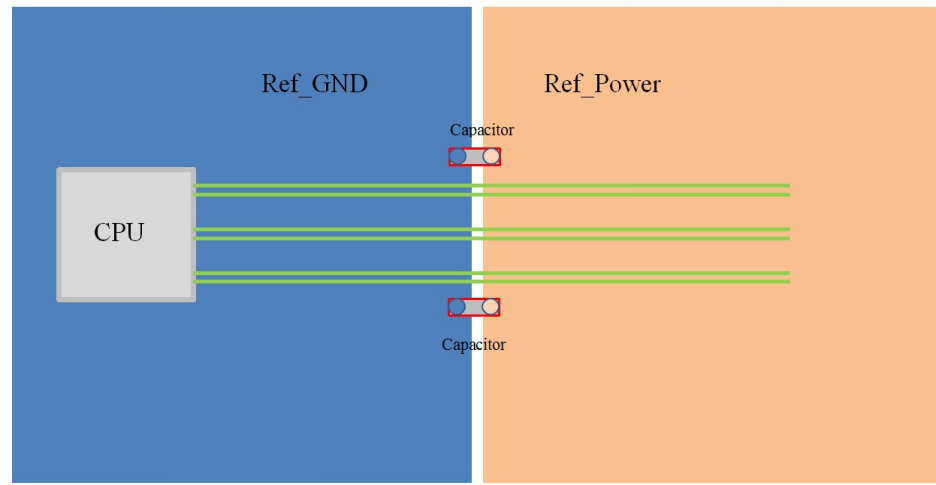 Ref_GND
Ref_Power
Capacitor
CPU
Capacitor